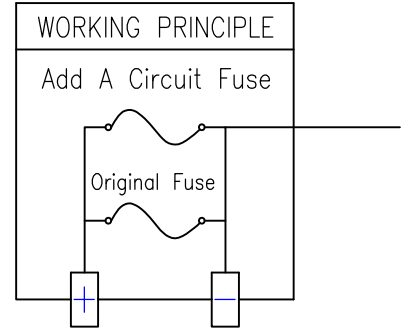 WORKING PRINCIPLE
Add A Circuit Fuse
Original Fuse
+ −